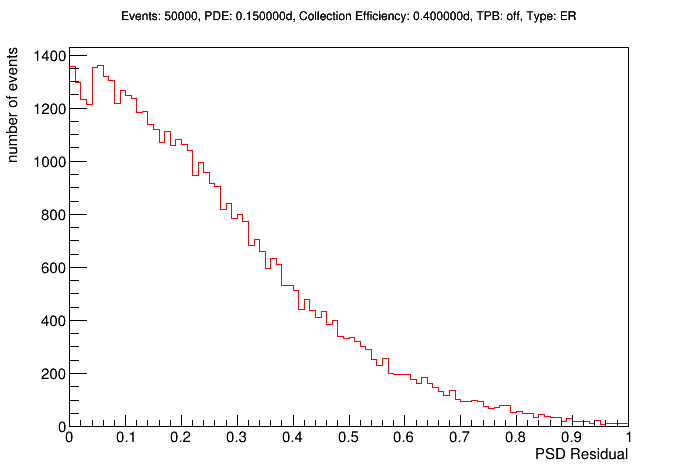 Events: 50000, PDE: 0.150000d, Collection Efficiency: 0.400000d, TPB: off, Type: ER
number of events
1400
1200
1000
800
600
400
200
0
0 0.1 0.2 0.3 0.4 0.5 0.6 0.7 0.8 0.9 1
PSD Residual